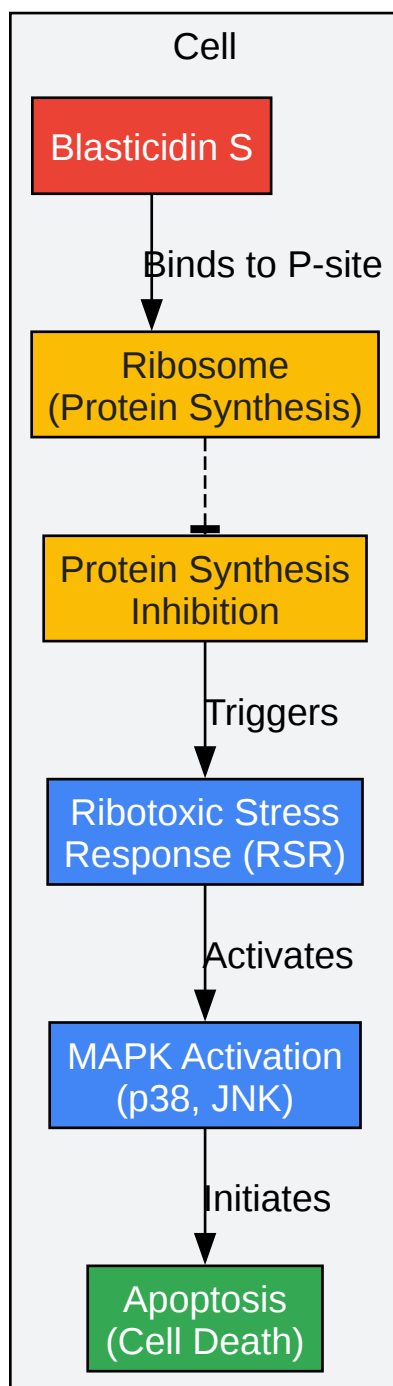 Cell
Blasticidin S
Binds to P-site
Ribosome
(Protein Synthesis)
Protein Synthesis
Inhibition
Triggers
Ribotoxic Stress
Response (RSR)
Activates
MAPK Activation
(p38, JNK)
Initiates
Apoptosis
(Cell Death)